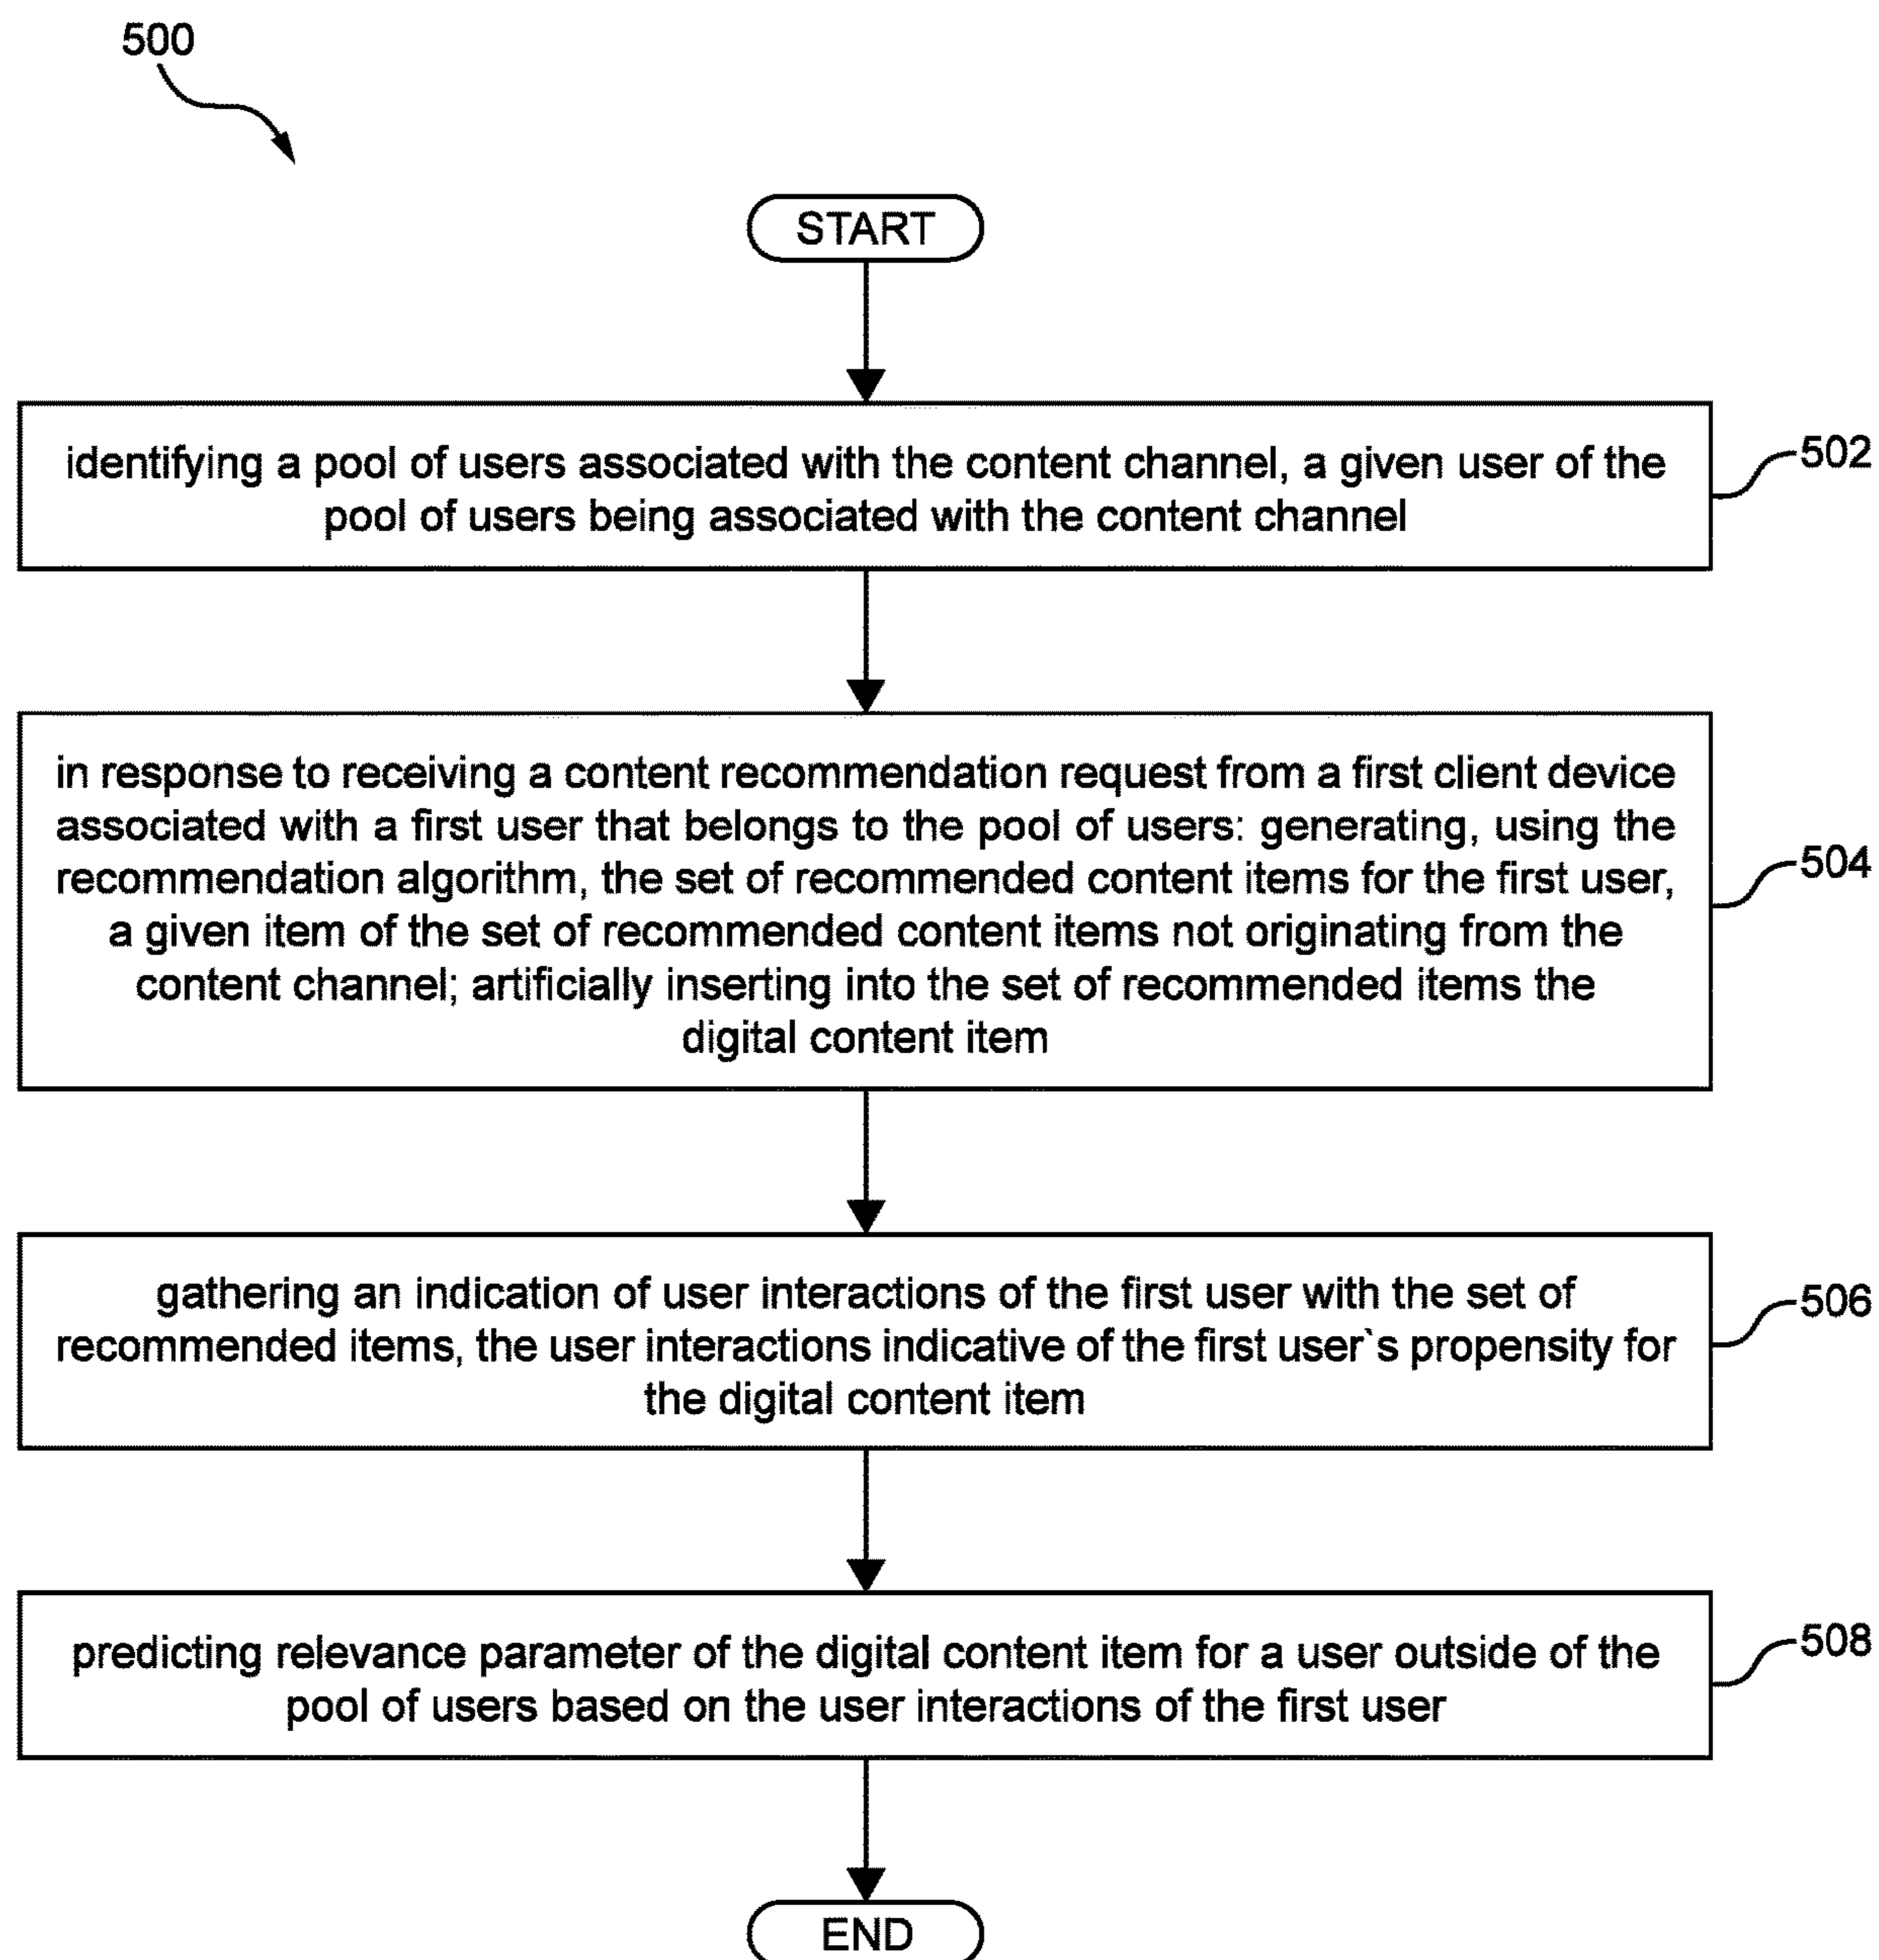 500
START
identifying a pool of users associated with the content channel, a given user of the
pool of users being associated with the content channel
502
in response to receiving a content recommendation request from a first client device
associated with a first user that belongs to the pool of users: generating, using the
recommendation algorithm, the set of recommended content items for the first user,
a given item of the set of recommended content items not originating from the
content channel; artificially inserting into the set of recommended items the
digital content item
504
gathering an indication of user interactions of the first user with the set of
recommended items, the user interactions indicative of the first user`s propensity for
the digital content item
506
predicting relevance parameter of the digital content item for a user outside of the
pool of users based on the user interactions of the first user
508
END